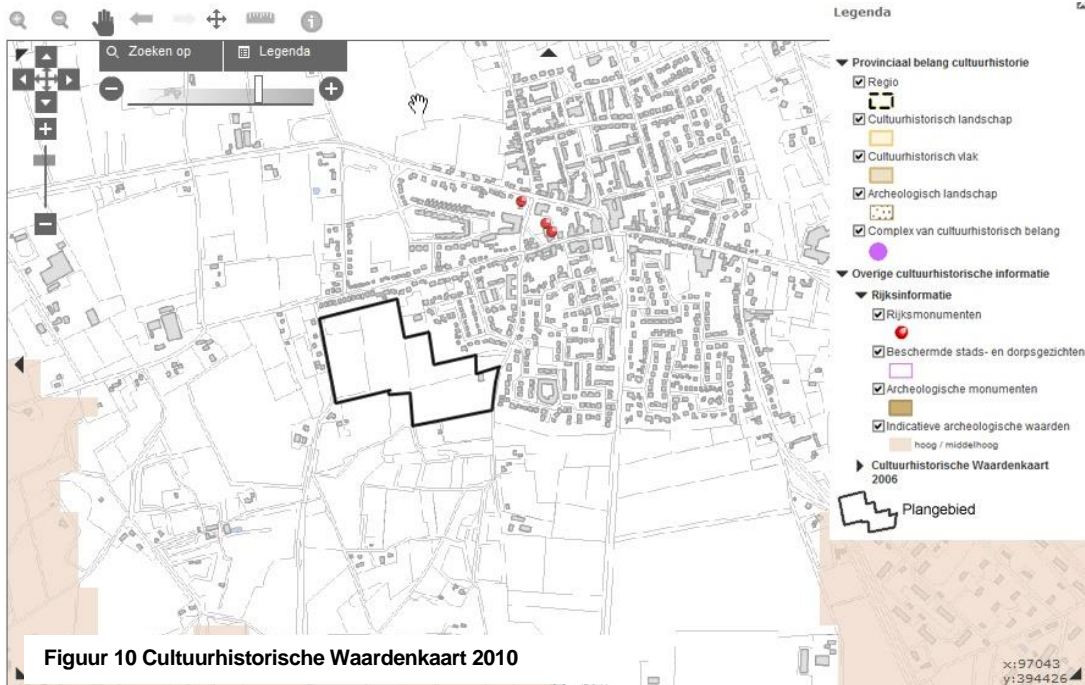 Zoeken op
Legenda
Legenda
Provinciaal belang cultuurhistorie
Regio
Cultuurhistorisch landschap
Cultuurhistorisch vlak
Archeologisch landschap
Complex van cultuurhistorisch belang
Overige cultuurhistorische informatie
Rijksinformatie
Rijksmonumenten
Beschermde stads- en dorpsgezichten
Archeologische monumenten
Indicatieve archeologische waarden
hoog / middelhoog
Cultuurhistorische Waardenkaart
2006
Plangebied
Figuur 10 Cultuurhistorische Waardenkaart 2010
x:97043
y:394426